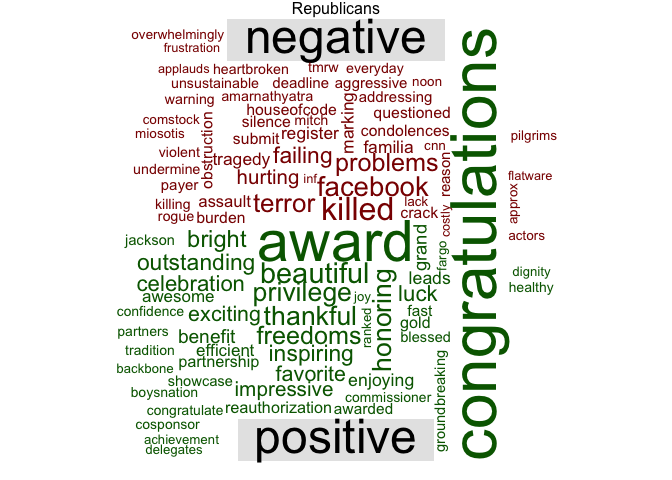 Republicans
negative
overwhelmingly
frustration
applauds heartbroken tmrw everyday
unsustainable deadline aggressive noon
warning amarnathyatra marking addressing
houseofcode
comstock silence mitch questioned
miosotis obstruction submit register condolences pilgrims
violent tragedy failing familia cnn
undermine hurting inf problems reason flatware
payer facebook
killing assault terror killed lack costly approx
rogue burden crack
actors
congratulations
award
jackson bright grand fargo
outstanding beautiful leads dignity
celebration privilege joy luck healthy
awesome honoring
confidence exciting thankful ranked fast
gold
partners benefit freedoms blessed
tradition efficient inspiring
backbone partnership favorite groundbreaking
showcase enjoying
boysnation impressive commissioner
congratulate reauthorization awarded
cosponsor
achievement
delegates
positive